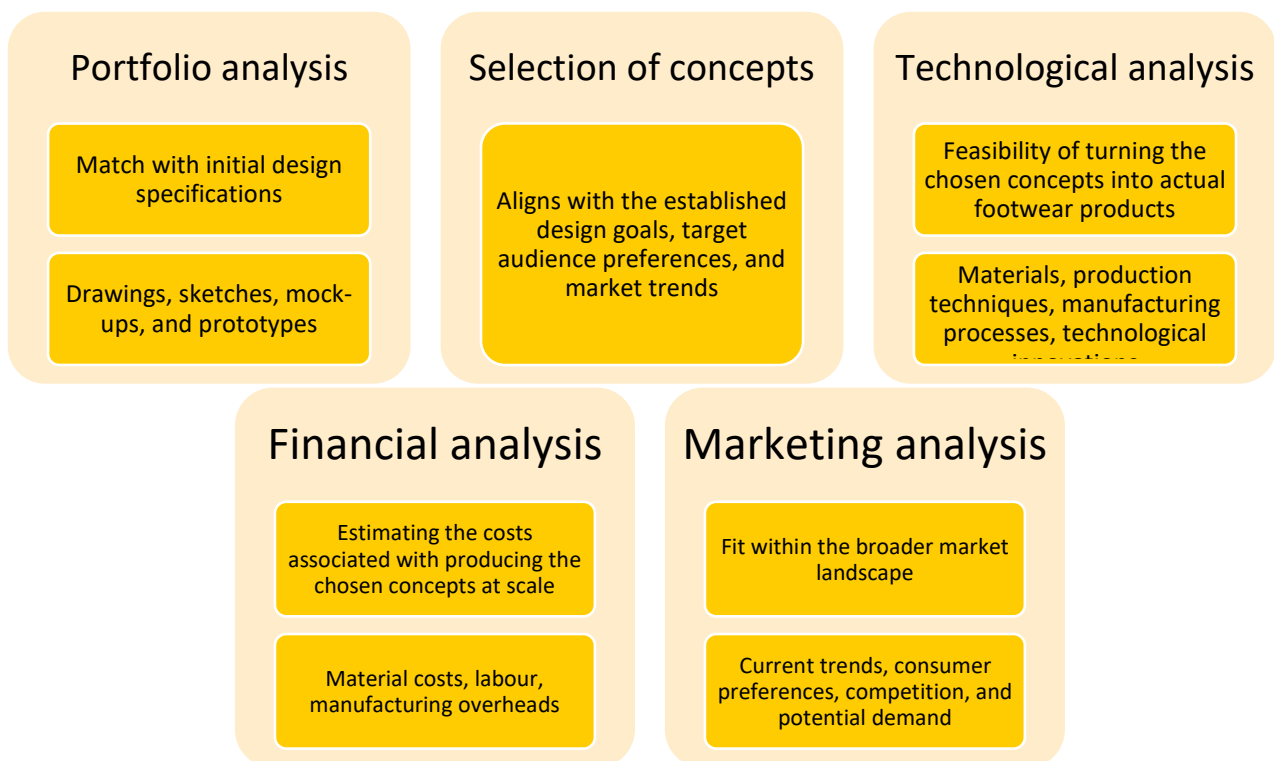 Portfolio analysis
Match with initial design
specifications
Drawings, sketches, mock-
ups, and prototypes
Selection of concepts
Aligns with the established
design goals, target
audience preferences, and
market trends
Technological analysis
Feasibility of turning the
chosen concepts into actual
footwear products
Materials, production
techniques, manufacturing
processes, technological
innovations
Financial analysis
Estimating the costs
associated with producing the
chosen concepts at scale
Material costs, labour,
manufacturing overheads
Marketing analysis
Fit within the broader market
landscape
Current trends, consumer
preferences, competition, and
potential demand